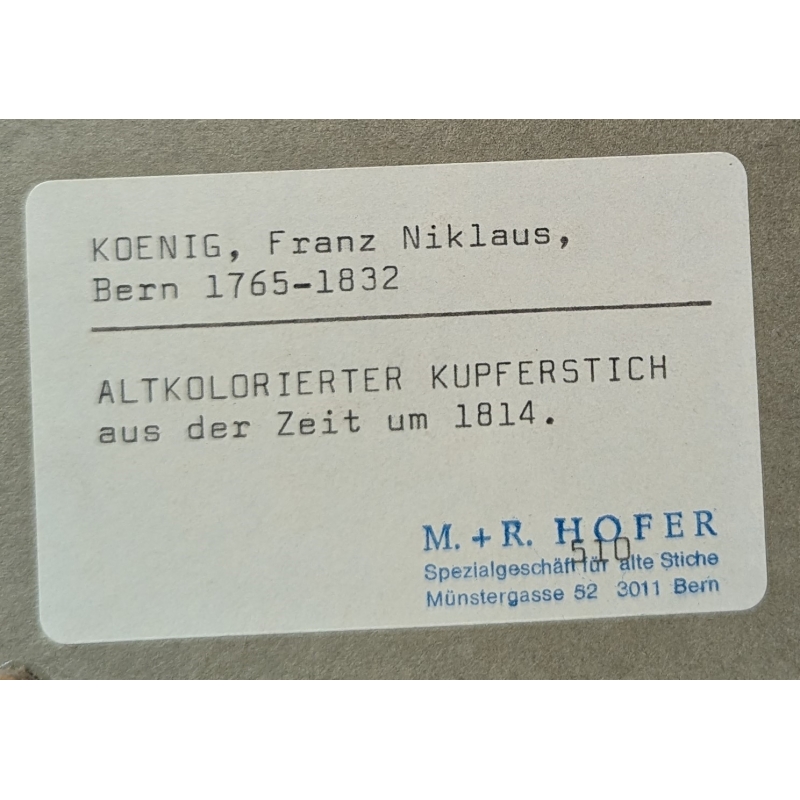 KOENIG, Franz Niklaus,
Bern 1765-1832
ALTKOLORIERTER KUPFERSTICH
aus der Zeit um 1814.
M. + R. HOFER
510
Spezialgeschäft für alte Stiche
Münstergasse 52 3011 Bern